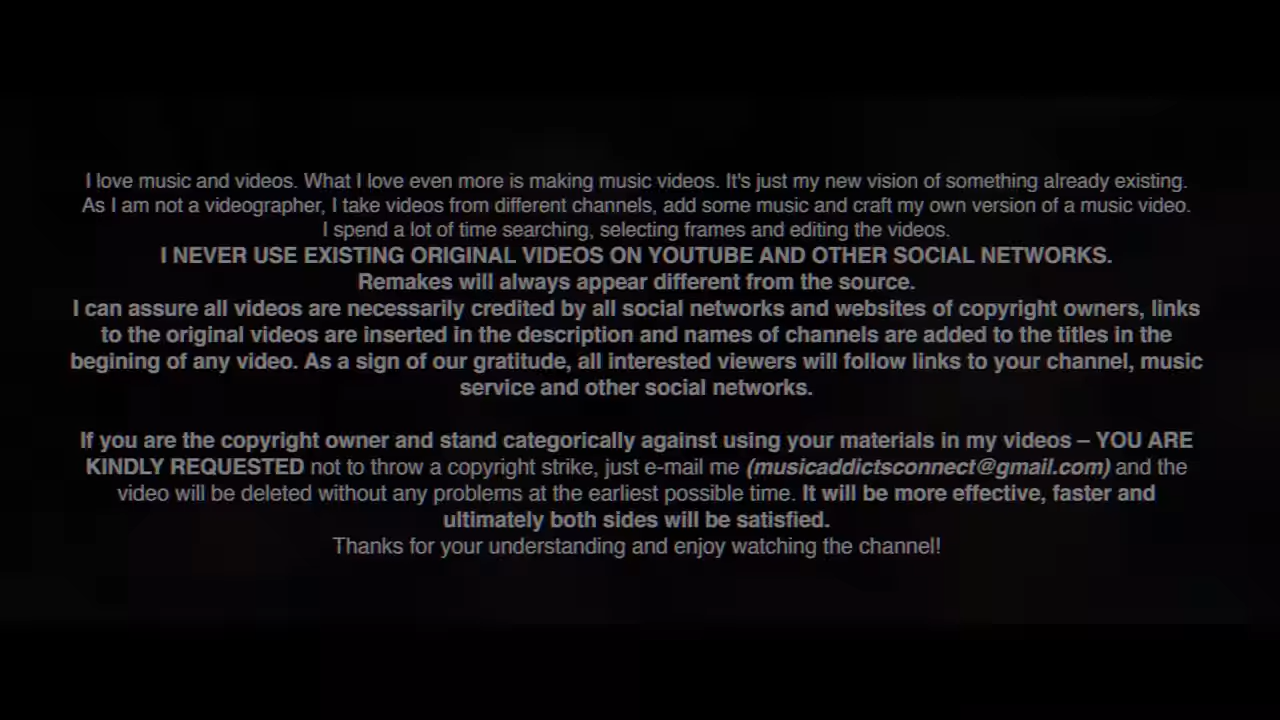 I love music and videos. What I love even more is making music videos. It's just my new vision of something already existing.
As I am not a videographer, I take videos from different channels, add some music and craft my own version of a music video.
I spend a lot of time searching, selecting frames and editing the videos.
I NEVER USE EXISTING ORIGINAL VIDEOS ON YOUTUBE AND OTHER SOCIAL NETWORKS.
Remakes will always appear different from the source.
I can assure all videos are necessarily credited by all social networks and websites of copyright owners, links
to the original videos are inserted in the description and names of channels are added to the titles in the
begining of any video. As a sign of our gratitude, all interested viewers will follow links to your channel, music
service and other social networks.
If you are the copyright owner and stand categorically against using your materials in my videos – YOU ARE
KINDLY REQUESTED not to throw a copyright strike, just e-mail me (musicaddictsconnect@gmail.com) and the
video will be deleted without any problems at the earliest possible time. It will be more effective, faster and
ultimately both sides will be satisfied.
Thanks for your understanding and enjoy watching the channel!